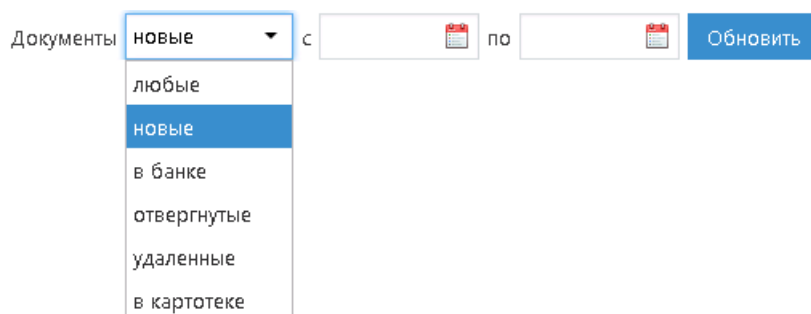 Документы новые с по Обновить
любые
новые
в банке
отвергнутые
удаленные
в картотеке